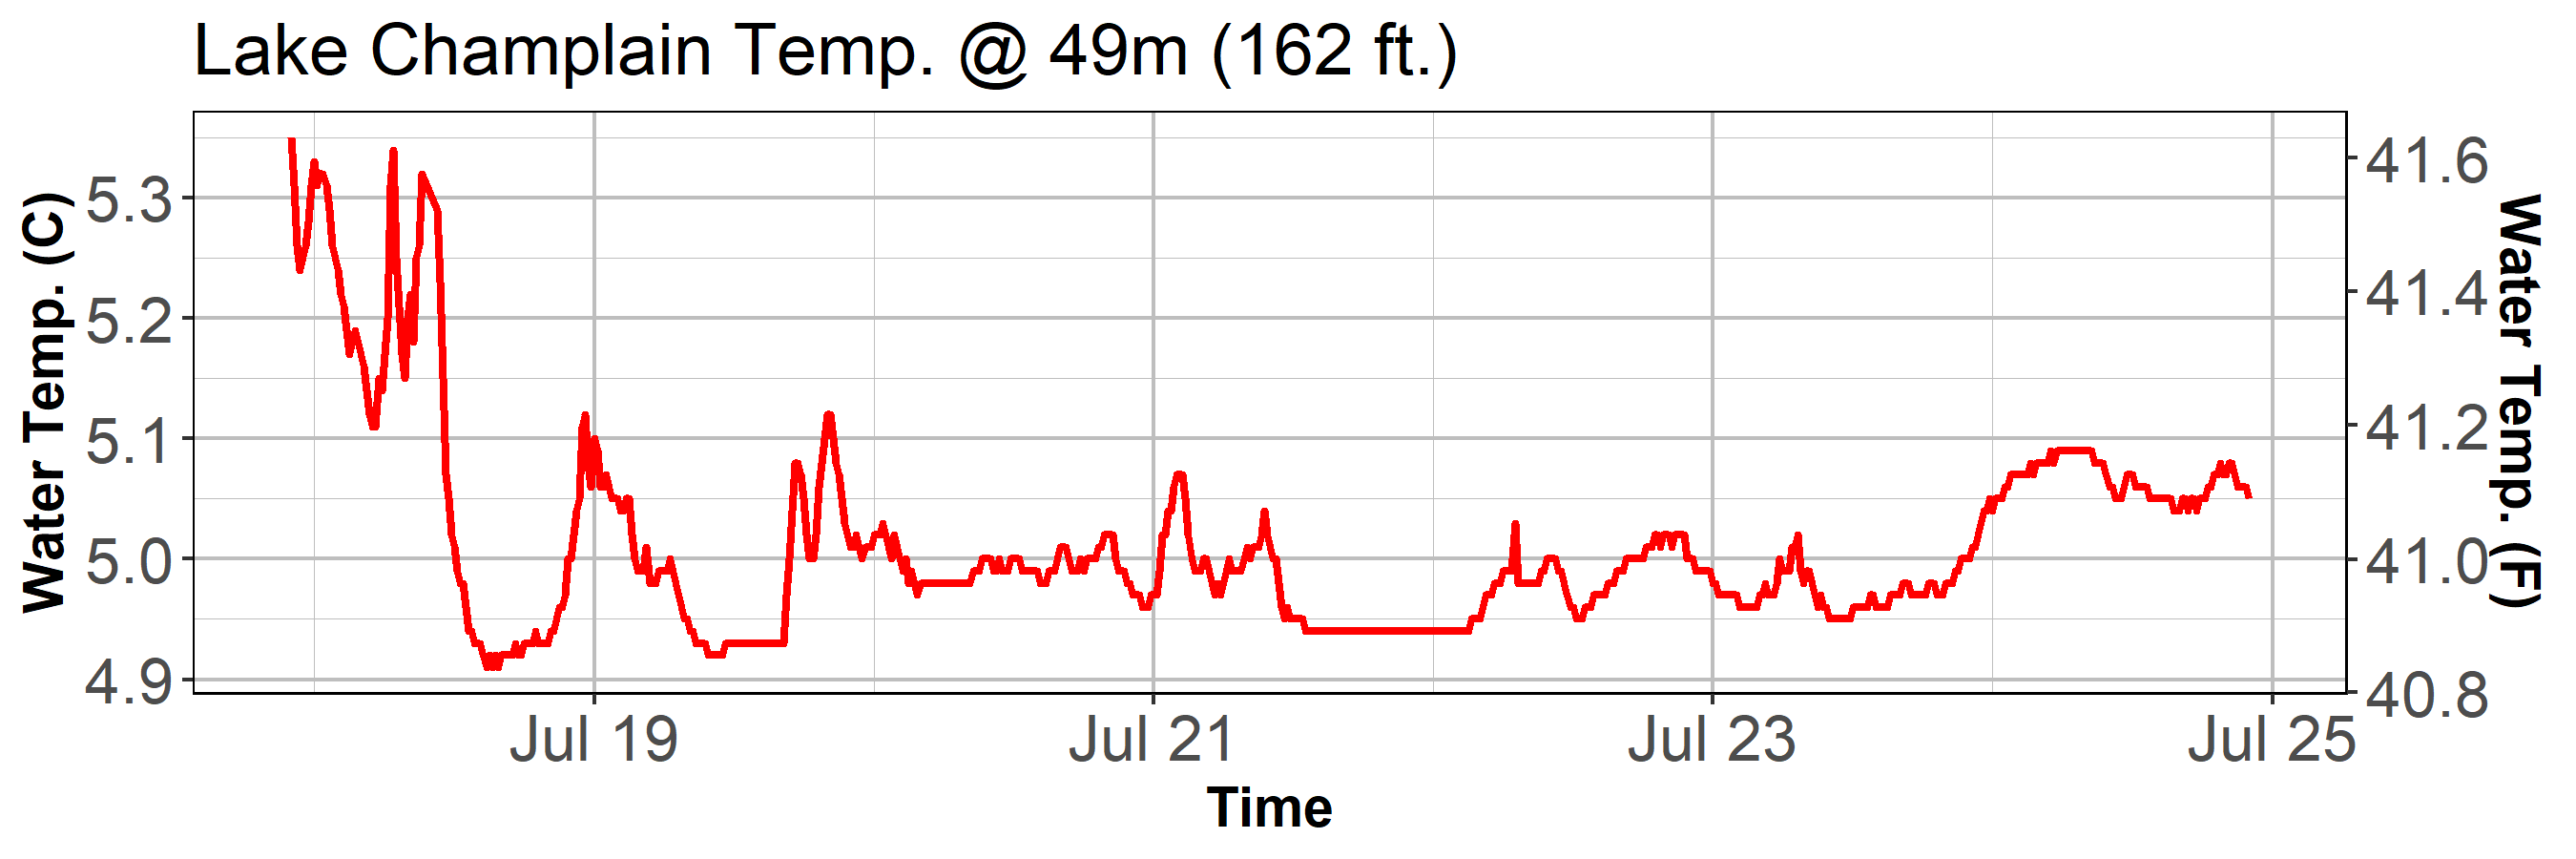 Lake Champlain Temp. @ 49m (162 ft.)
Water Temp. (C)
5.3
5.2
5.1
5.0
4.9
41.6
41.4
41.2
41.0
40.8
Water Temp. (F)
Jul 19
Jul 21
Jul 23
Jul 25
Time